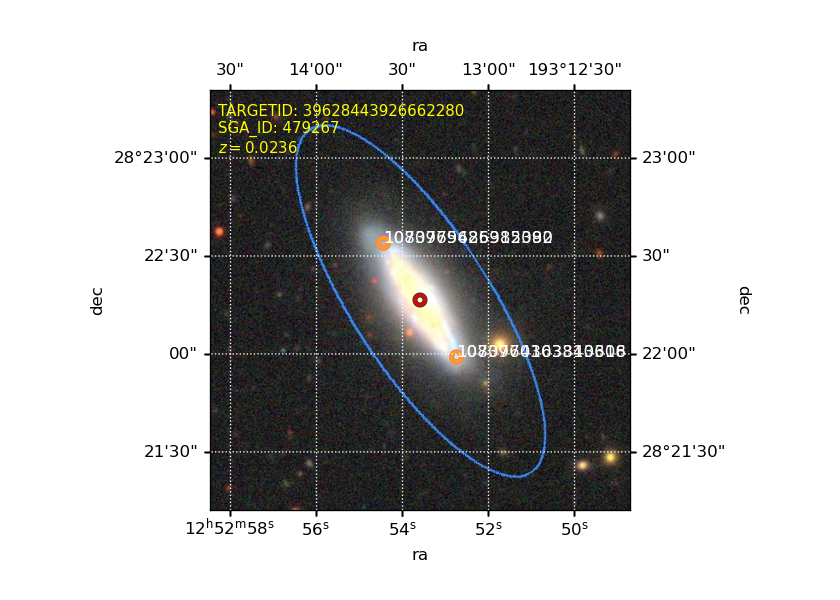 ra
30" 14'00" 30" 13'00" 193°12'30"
TARGETID: 39628443926662280
SGA_ID: 479267
z = 0.0236
28°23'00" 23'00"
22'30" 30"
dec dec
00" 22'00"
21'30" 28°21'30"
12h52m58s 56s 54s 52s 50s
ra